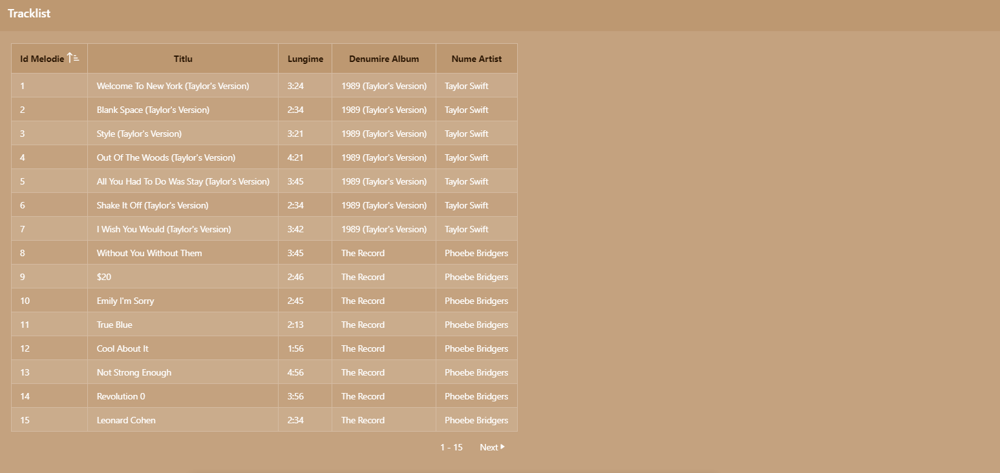 Tracklist
Id Melodie Titlu Lungime Denumire Album Nume Artist
1 Welcome To New York (Taylor's Version) 3:24 1989 (Taylor's Version) Taylor Swift
2 Blank Space (Taylor's Version) 2:34 1989 (Taylor's Version) Taylor Swift
3 Style (Taylor's Version) 3:21 1989 (Taylor's Version) Taylor Swift
4 Out Of The Woods (Taylor's Version) 4:21 1989 (Taylor's Version) Taylor Swift
5 All You Had To Do Was Stay (Taylor's Version) 3:45 1989 (Taylor's Version) Taylor Swift
6 Shake It Off (Taylor's Version) 2:34 1989 (Taylor's Version) Taylor Swift
7 I Wish You Would (Taylor's Version) 3:42 1989 (Taylor's Version) Taylor Swift
8 Without You Without Them 3:45 The Record Phoebe Bridgers
9 $20 2:46 The Record Phoebe Bridgers
10 Emily I'm Sorry 2:45 The Record Phoebe Bridgers
11 True Blue 2:13 The Record Phoebe Bridgers
12 Cool About It 1:56 The Record Phoebe Bridgers
13 Not Strong Enough 4:56 The Record Phoebe Bridgers
14 Revolution 0 3:56 The Record Phoebe Bridgers
15 Leonard Cohen 2:34 The Record Phoebe Bridgers
1 - 15 Next